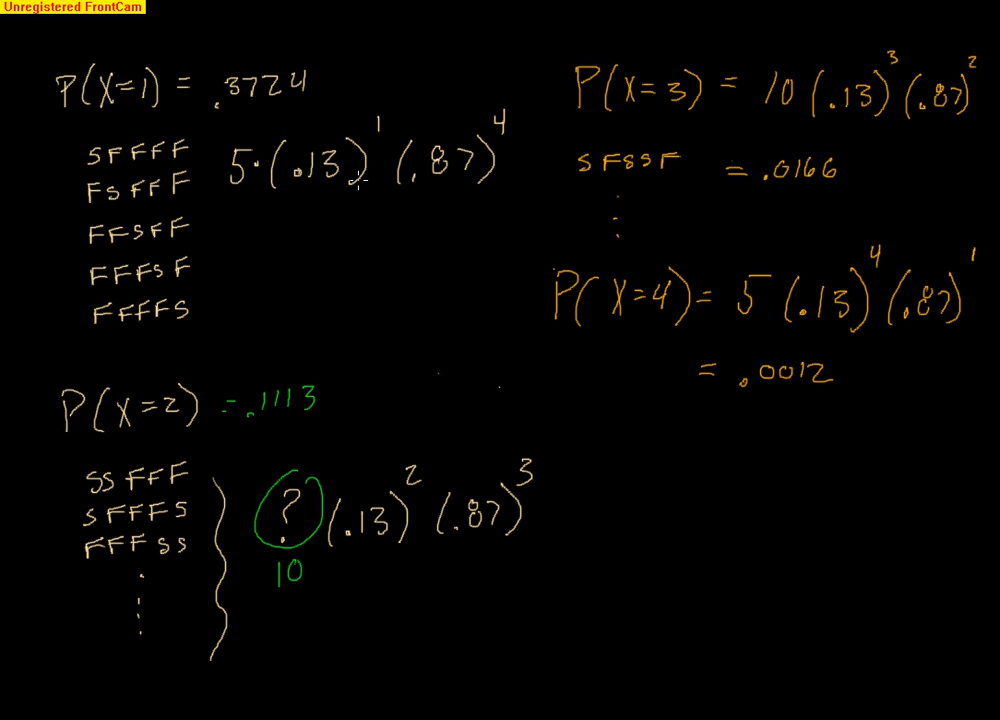 Unregistered FrontCam
P(X=1) = .3724
SFFFF
FSFFF
FFSFF
FFFSF
FFFFS
5·(.13)^1 (.87)^4
P(X=2) = .1113
SSFFF
SFFFS
FFFSS
? (.13)^2 (.87)^3
10
P(X=3) = 10 (.13)^3 (.87)^2
SFSSF = .0166
P(X=4) = 5 (.13)^4 (.87)^1
= .0012